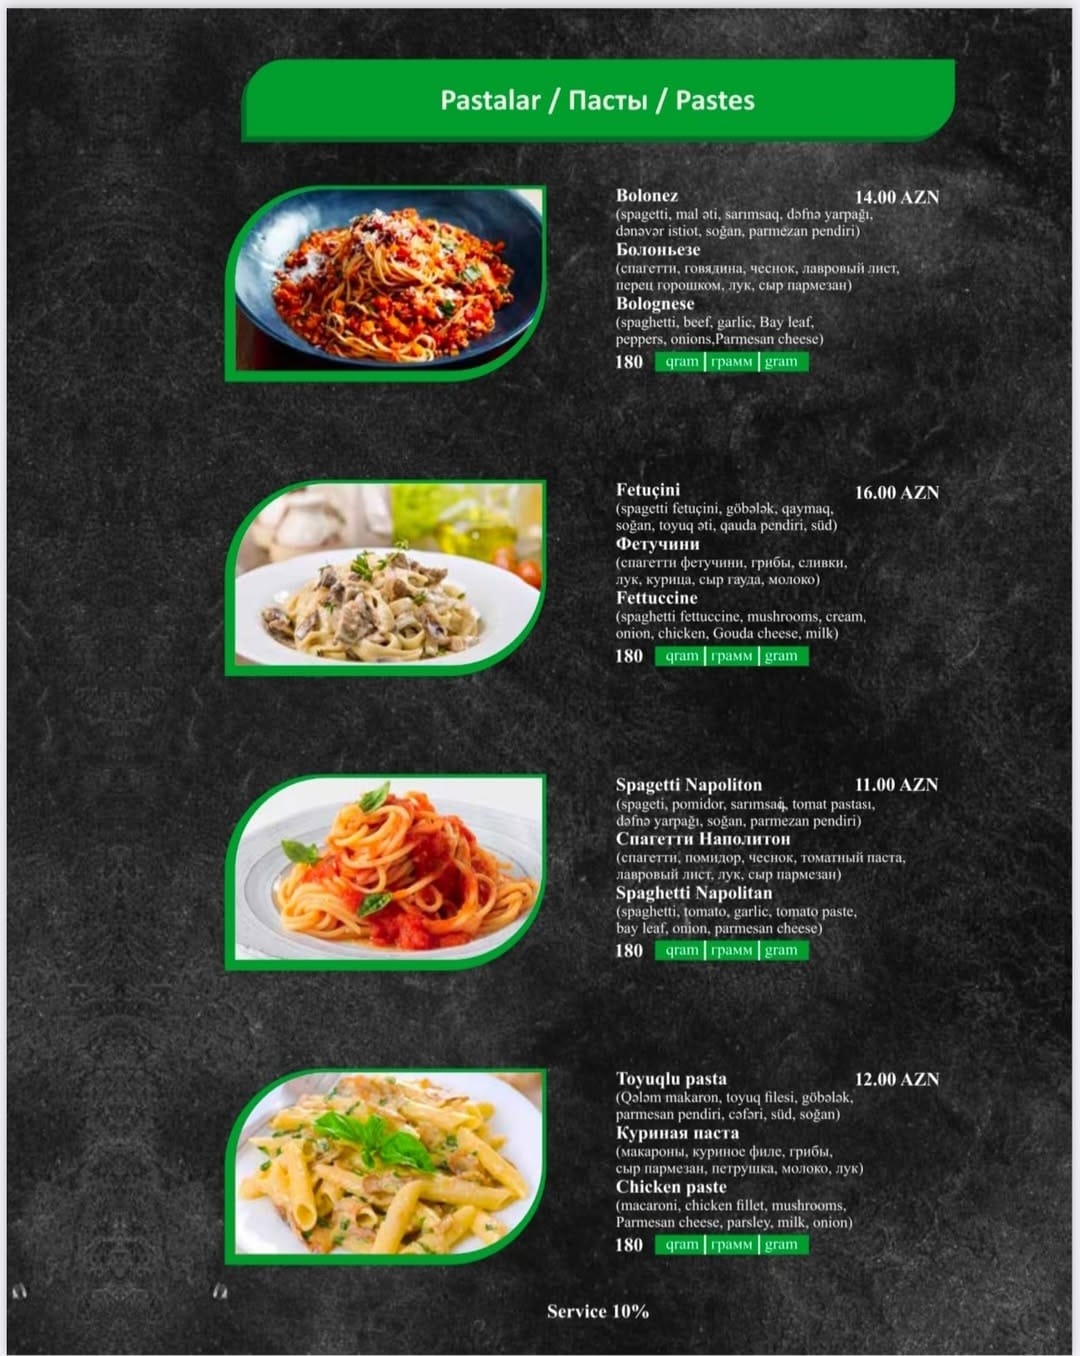 Pastalar / Пасты / Pastes
Bolonez 14.00 AZN
(spagetti, mal əti, sarımsaq, dəfnə yarpağı,
dənəvər istiot, soğan, parmezan pendiri)
Болоньезе
(спагетти, говядина, чеснок, лавровый лист,
перец горошком, лук, сыр пармезан)
Bolognese
(spaghetti, beef, garlic, Bay leaf,
peppers, onions,Parmesan cheese)
180 qram | грамм | gram
Fetuçini 16.00 AZN
(spagetti fetuçini, göbələk, qaymaq,
soğan, toyuq əti, qauda pendiri, süd)
Фетучини
(спагетти фетучини, грибы, сливки,
лук, курица, сыр гауда, молоко)
Fettuccine
(spaghetti fettuccine, mushrooms, cream,
onion, chicken, Gouda cheese, milk)
180 qram | грамм | gram
Spagetti Napoliton 11.00 AZN
(spageti, pomidor, sarımsaq, tomat pastası,
dəfnə yarpağı, soğan, parmezan pendiri)
Спагетти Наполитон
(спагетти, помидор, чеснок, томатный паста,
лавровый лист, лук, сыр пармезан)
Spaghetti Napolitan
(spaghetti, tomato, garlic, tomato paste,
bay leaf, onion, parmesan cheese)
180 qram | грамм | gram
Toyuqlu pasta 12.00 AZN
(Qələm makaron, toyuq filesi, göbələk,
parmesan pendiri, cəfəri, süd, soğan)
Куриная паста
(макароны, куриное филе, грибы,
сыр пармезан, петрушка, молоко, лук)
Chicken paste
(macaroni, chicken fillet, mushrooms,
Parmesan cheese, parsley, milk, onion)
180 qram | грамм | gram
Service 10%